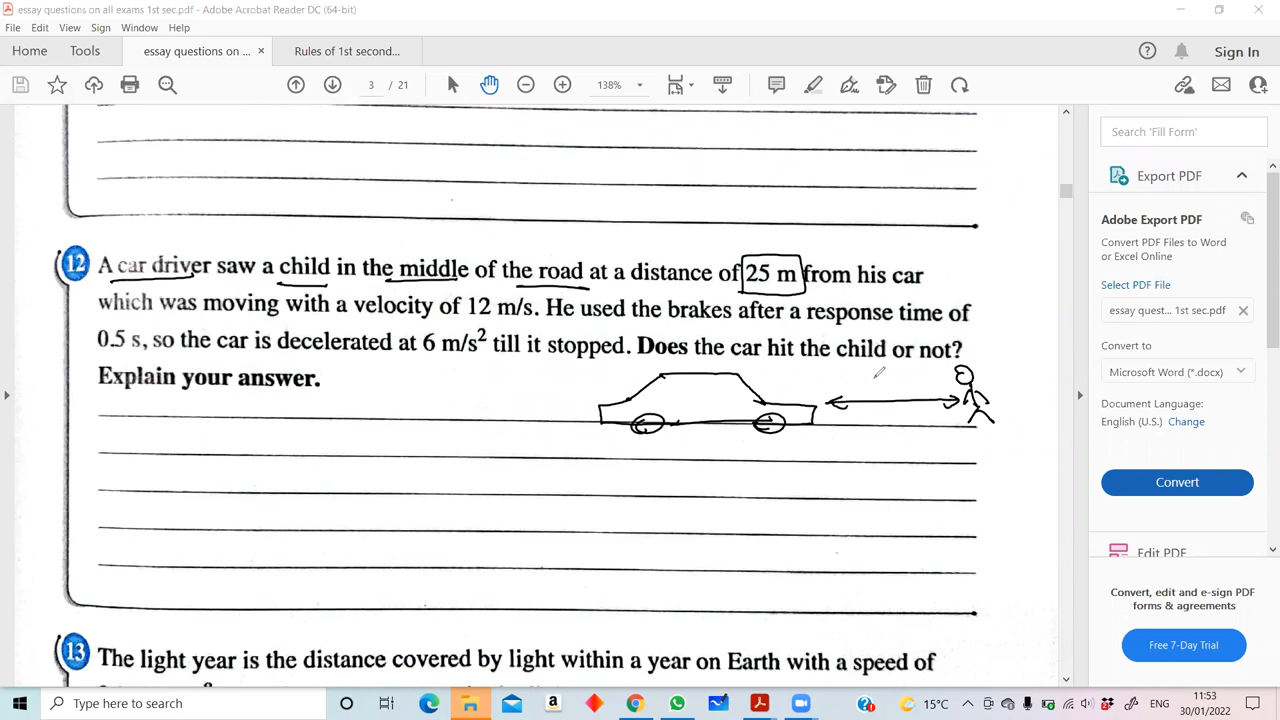 essay questions on all exams 1st sec.pdf - Adobe Acrobat Reader DC (64-bit)
File Edit View Sign Window Help
Home Tools essay questions on ... × Rules of 1st second... Sign In
3 / 21 138%
Search 'Fill Form'
Export PDF
Adobe Export PDF
Convert PDF Files to Word
or Excel Online
Select PDF File
essay quest... 1st sec.pdf
Convert to
Microsoft Word (*.docx)
Document Language:
English (U.S.) Change
Convert
Edit PDF
Convert, edit and e-sign PDF
forms & agreements
Free 7-Day Trial
12 A car driver saw a child in the middle of the road at a distance of 25 m from his car
which was moving with a velocity of 12 m/s. He used the brakes after a response time of
0.5 s, so the car is decelerated at 6 m/s² till it stopped. Does the car hit the child or not?
Explain your answer.
13 The light year is the distance covered by light within a year on Earth with a speed of
Type here to search
15°C ENG 11:53
30/01/2022